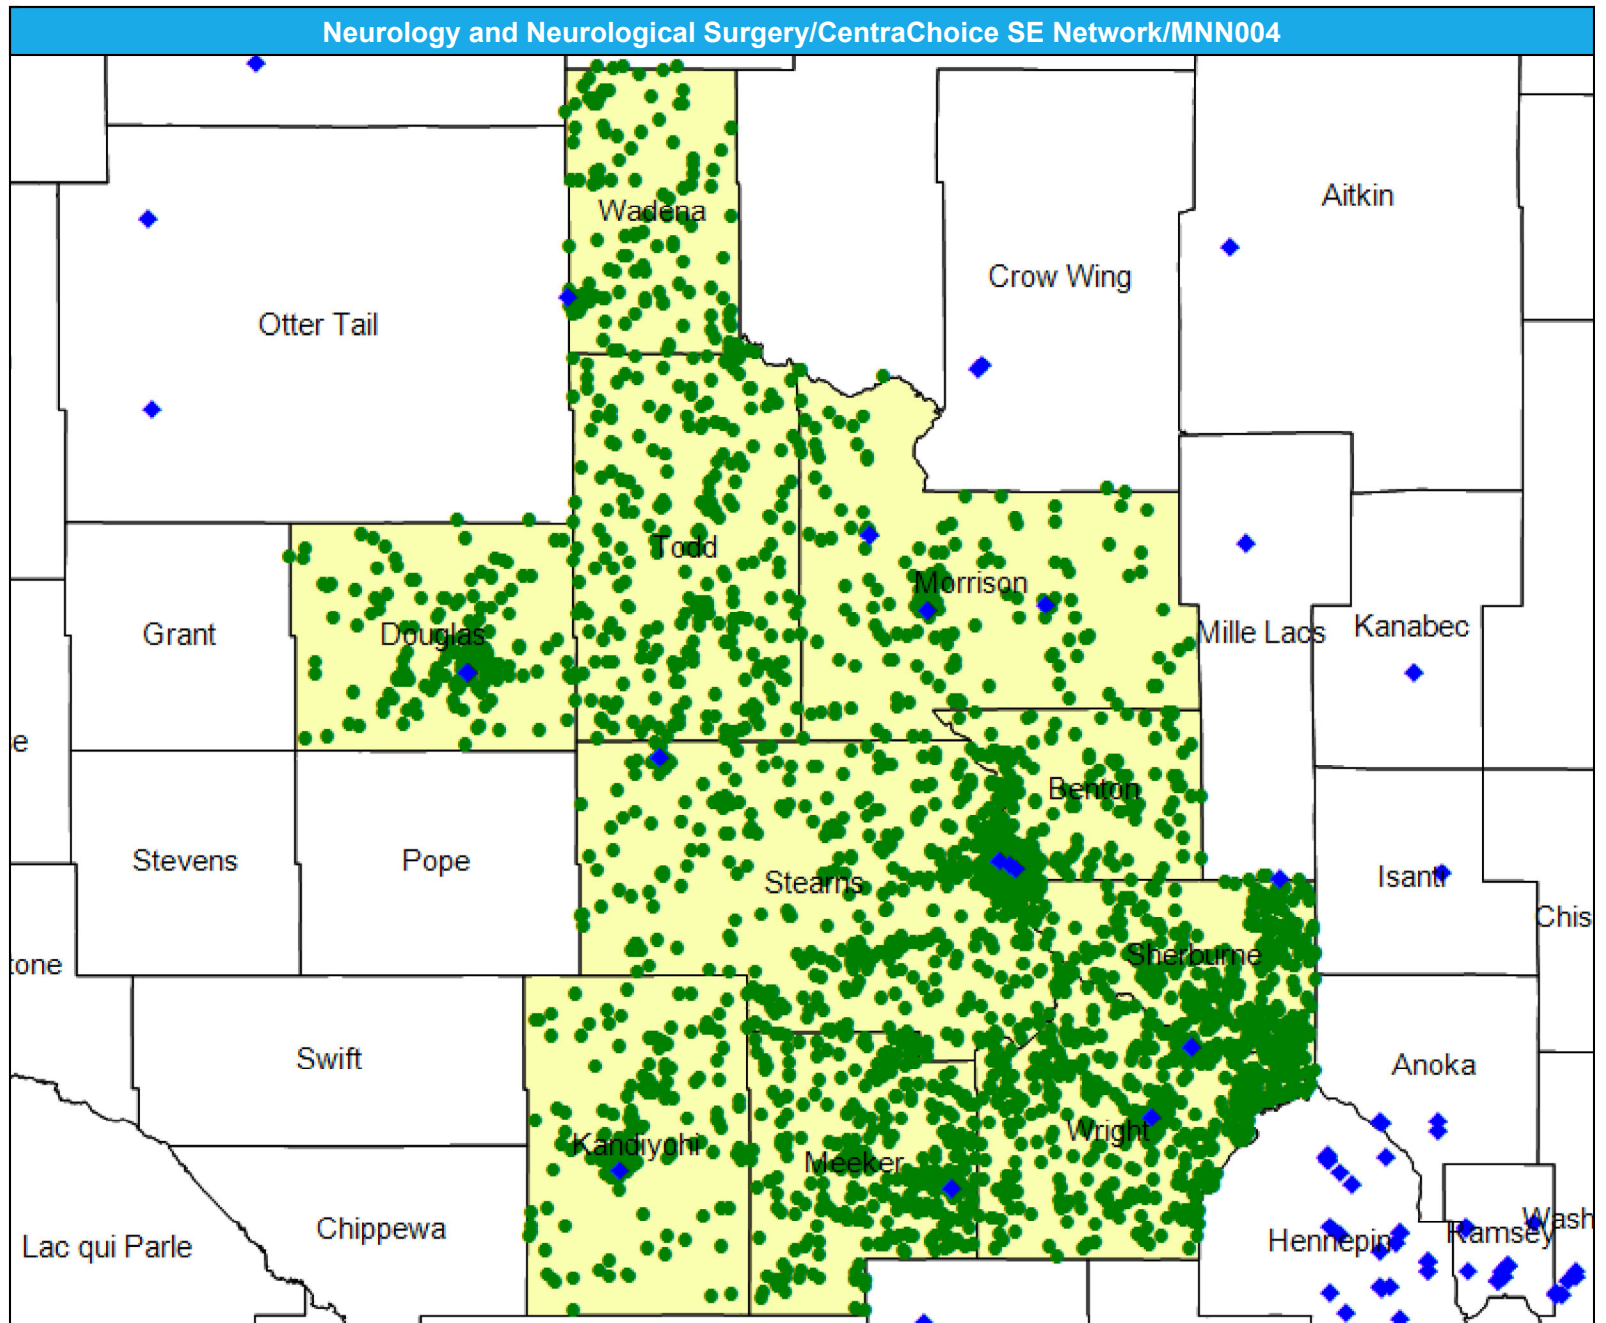 Neurology and Neurological Surgery/CentraChoice SE Network/MNN004
Aitkin
Wadena
Crow Wing
Otter Tail
Todd
Morrison
Grant
Douglas
Mille Lacs
Kanabec
e
Benton
Stevens
Pope
Stearns
Isanti
Chis
tone
Sherburne
Swift
Anoka
Kandiyohi
Wright
Meeker
Lac qui Parle
Chippewa
Hennepin
Ramsey
Wash